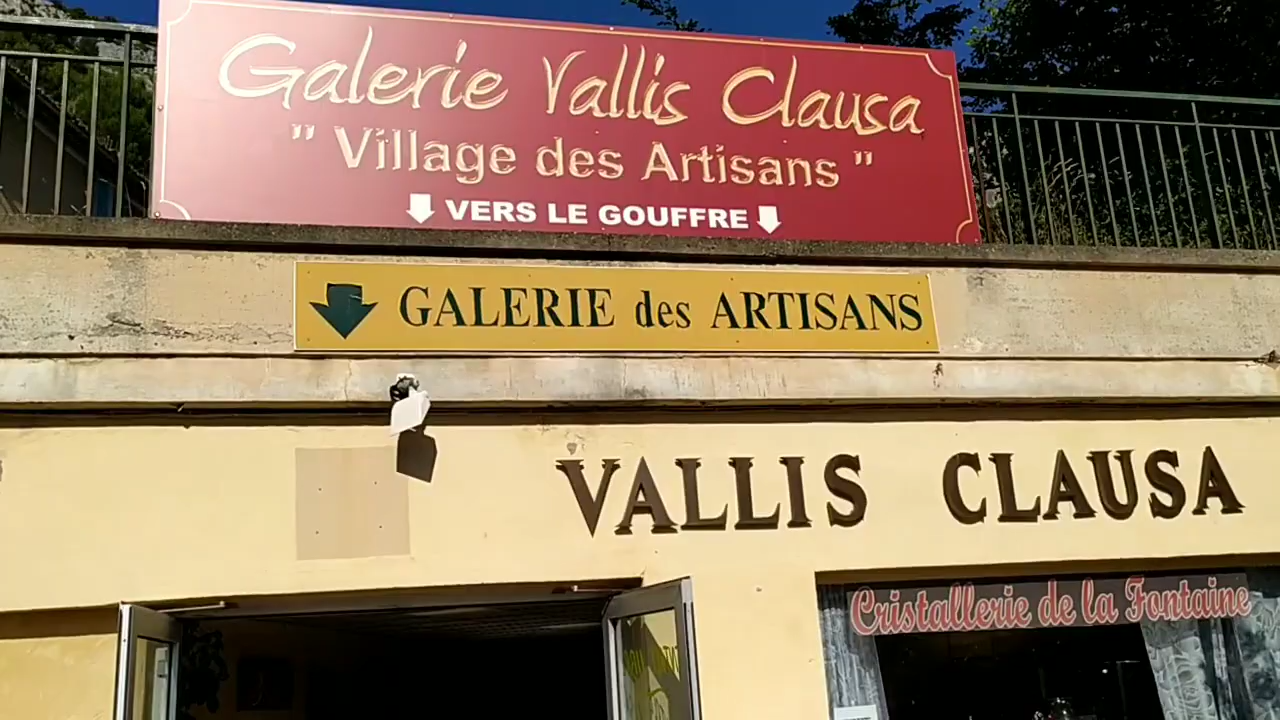 Galerie Vallis Clausa
" Village des Artisans "
VERS LE GOUFFRE
GALERIE des ARTISANS
VALLIS CLAUSA
Cristallerie de la Fontaine